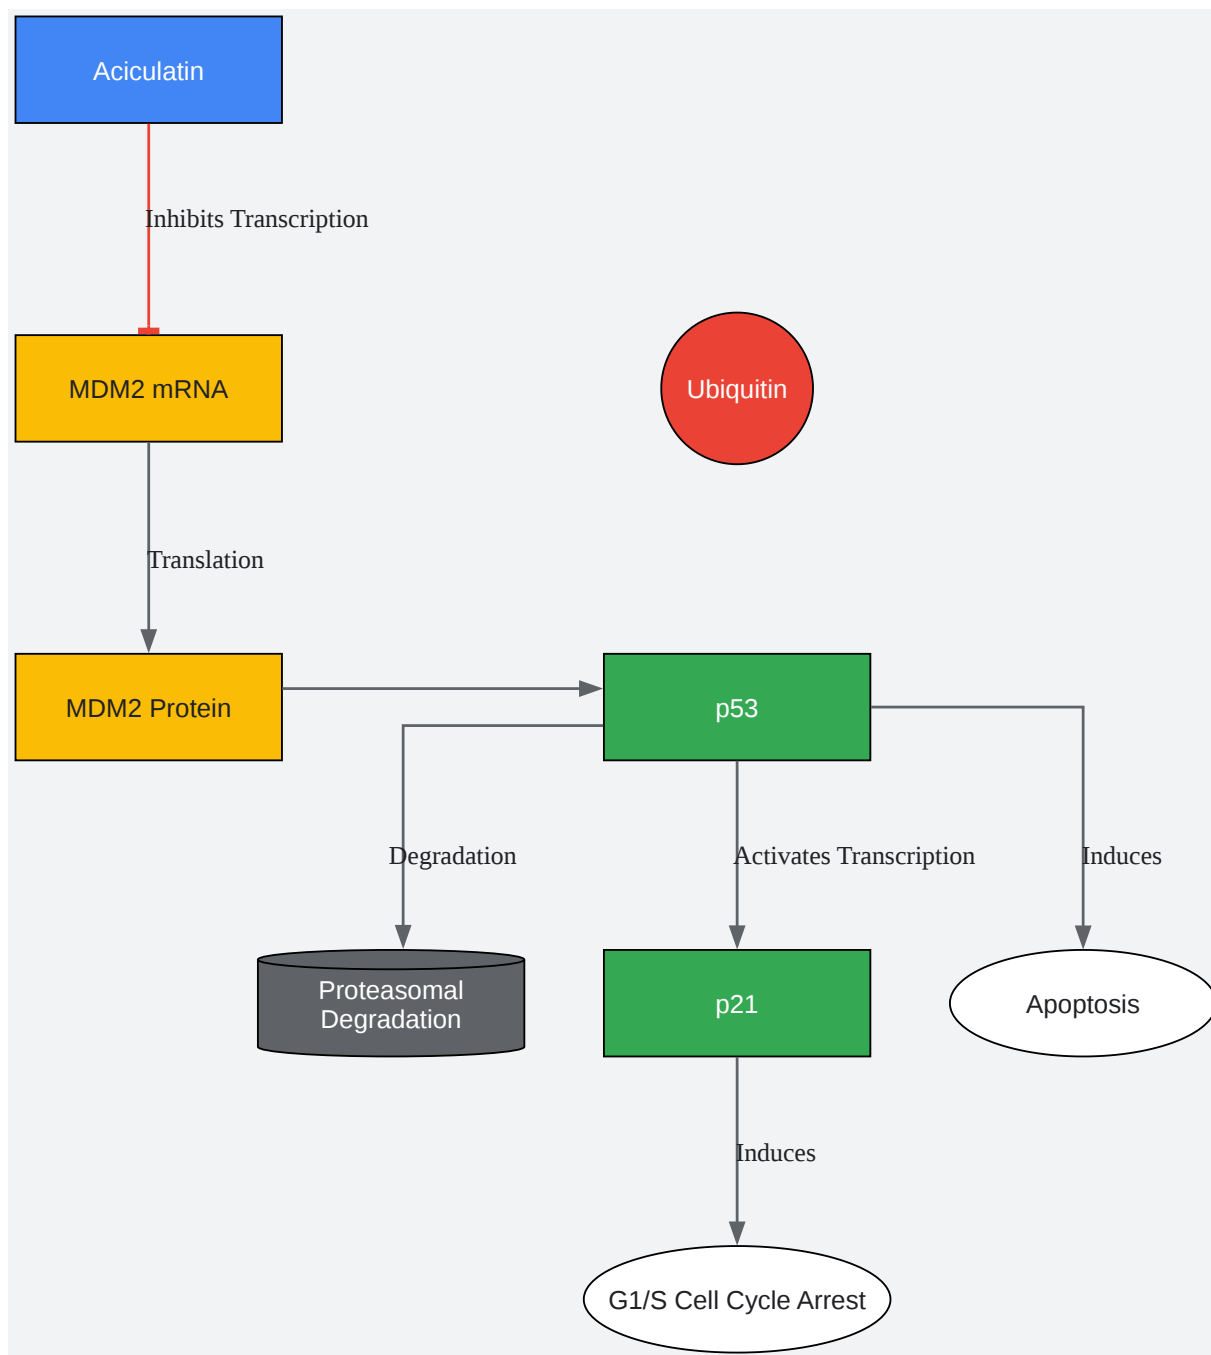 Aciculatin
Inhibits Transcription
MDM2 mRNA
Ubiquitin
Translation
MDM2 Protein
p53
Degradation
Activates Transcription
Induces
Proteasomal
Degradation
p21
Apoptosis
Induces
G1/S Cell Cycle Arrest